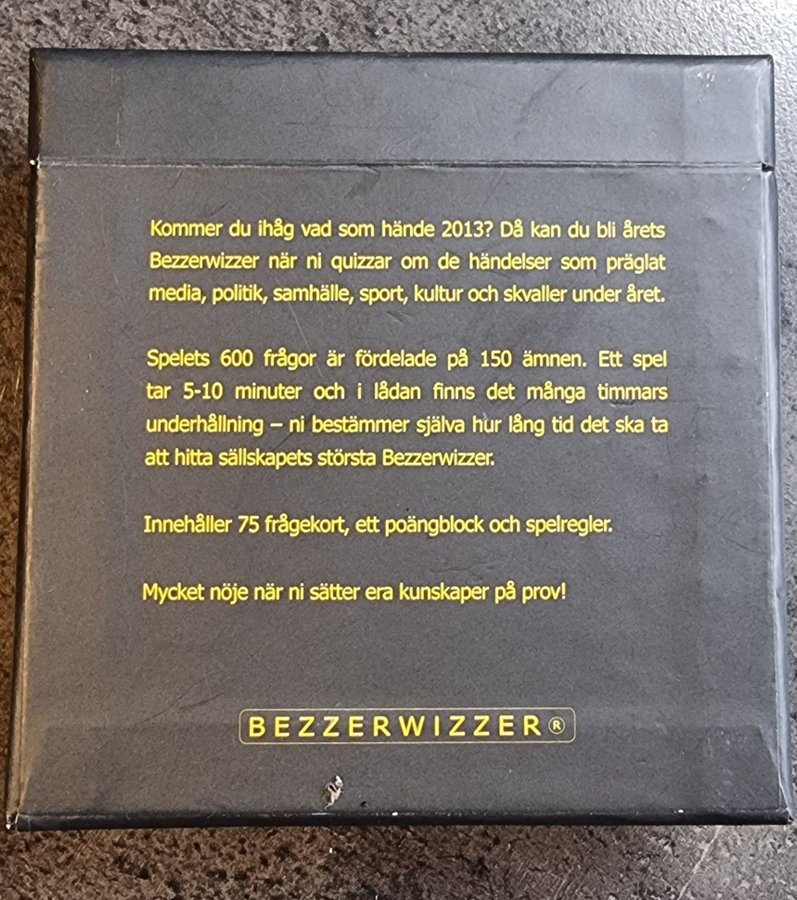 Kommer du ihåg vad som hände 2013? Då kan du bli årets
Bezzerwizzer när ni quizzar om de händelser som präglat
media, politik, samhälle, sport, kultur och skvaller under året.
Spelets 600 frågor är fördelade på 150 ämnen. Ett spel
tar 5-10 minuter och i lådan finns det många timmars
underhållning – ni bestämmer själva hur lång tid det ska ta
att hitta sällskapets största Bezzerwizzer.
Innehåller 75 frågekort, ett poängblock och spelregler.
Mycket nöje när ni sätter era kunskaper på prov!
BEZZERWIZZER®